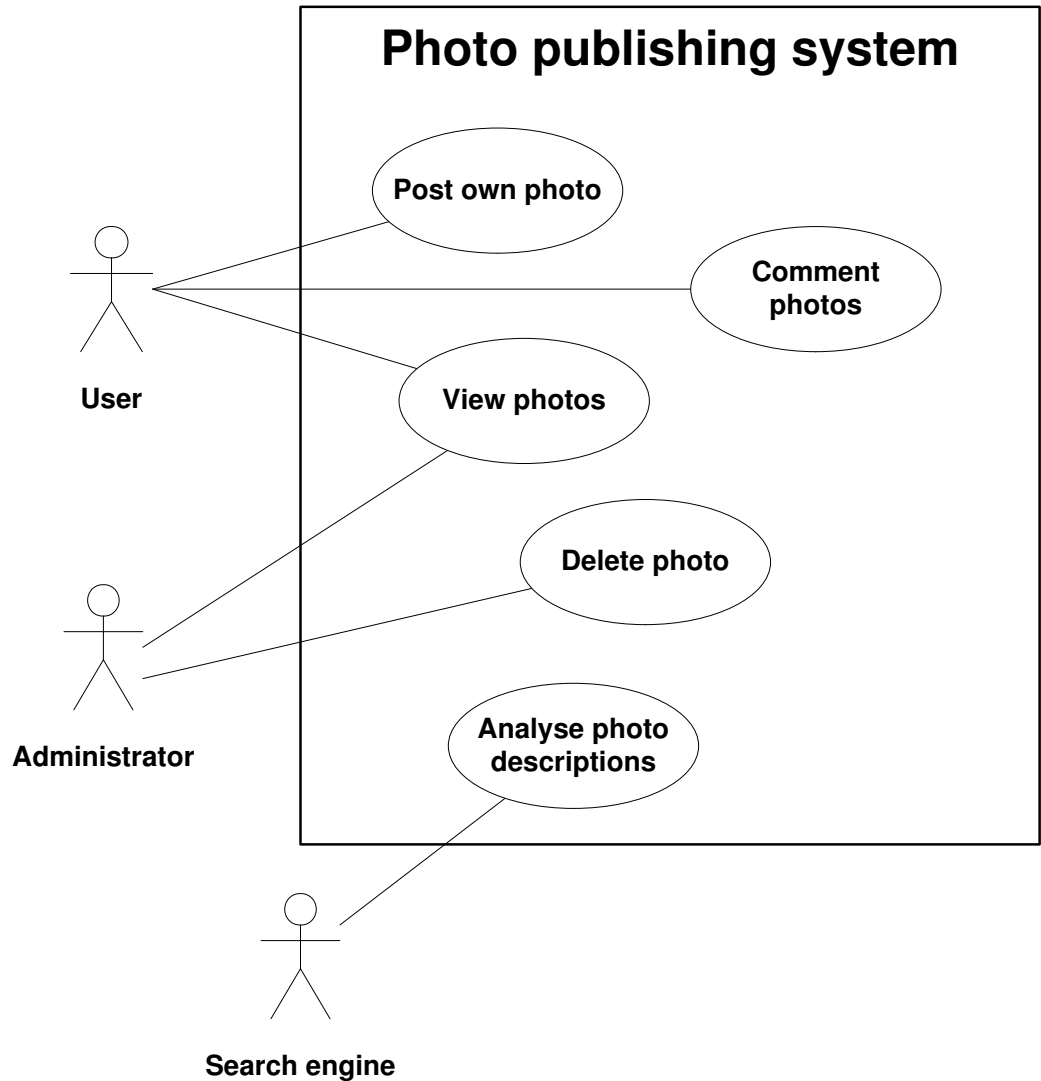 Photo publishing system
Post own photo
Comment
photos
User
View photos
Delete photo
Administrator
Analyse photo
descriptions
Search engine